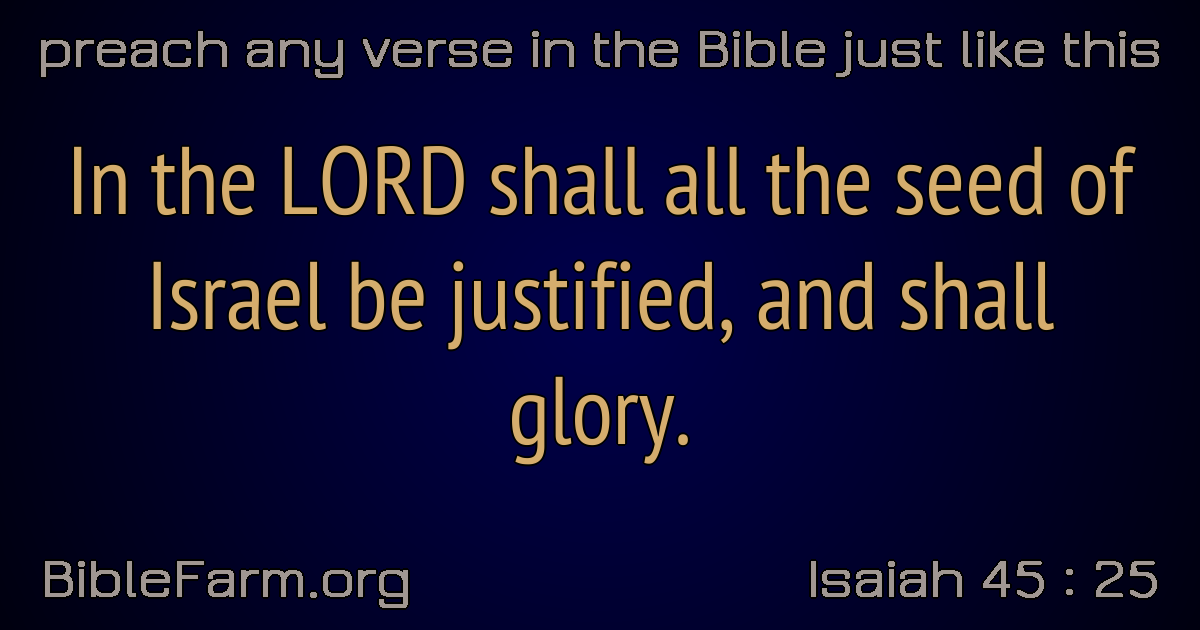 preach any verse in the Bible just like this
In the LORD shall all the seed of
Israel be justified, and shall
glory.
BibleFarm.org
Isaiah 45 : 25